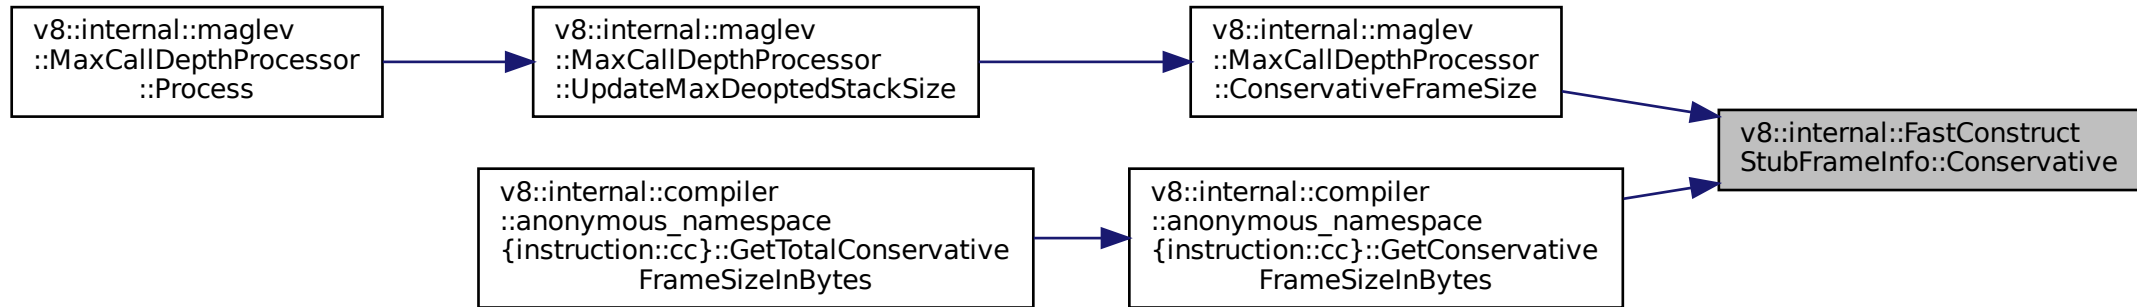 v8::internal::maglev
::MaxCallDepthProcessor
::Process
v8::internal::maglev
::MaxCallDepthProcessor
::UpdateMaxDeoptedStackSize
v8::internal::maglev
::MaxCallDepthProcessor
::ConservativeFrameSize
v8::internal::FastConstruct
StubFrameInfo::Conservative
v8::internal::compiler
::anonymous_namespace
{instruction::cc}::GetTotalConservative
FrameSizeInBytes
v8::internal::compiler
::anonymous_namespace
{instruction::cc}::GetConservative
FrameSizeInBytes